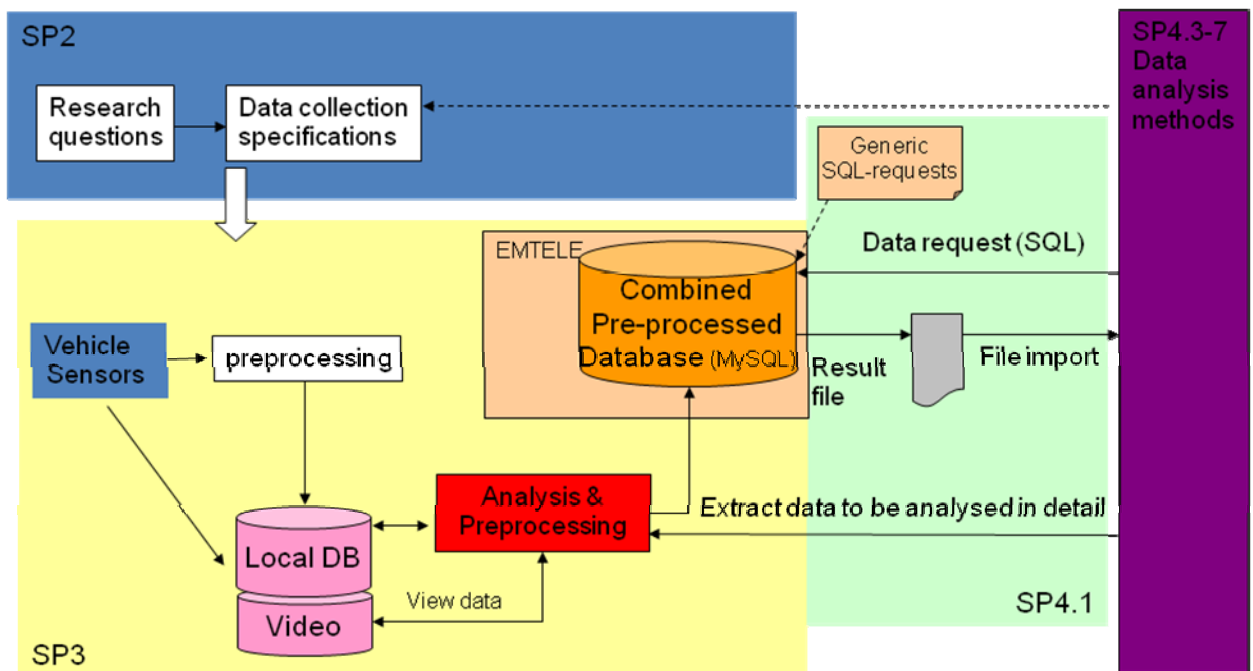 SP2
Research
questions
Data collection
specifications
SP4.3-7
Data
analysis
methods
Generic
SQL-requests
EMTELE
Combined
Pre-processed
Database (MySQL)
Data request (SQL)
Result
file
File import
Vehicle
Sensors
preprocessing
Analysis &
Preprocessing
Extract data to be analysed in detail
Local DB
View data
Video
SP4.1
SP3